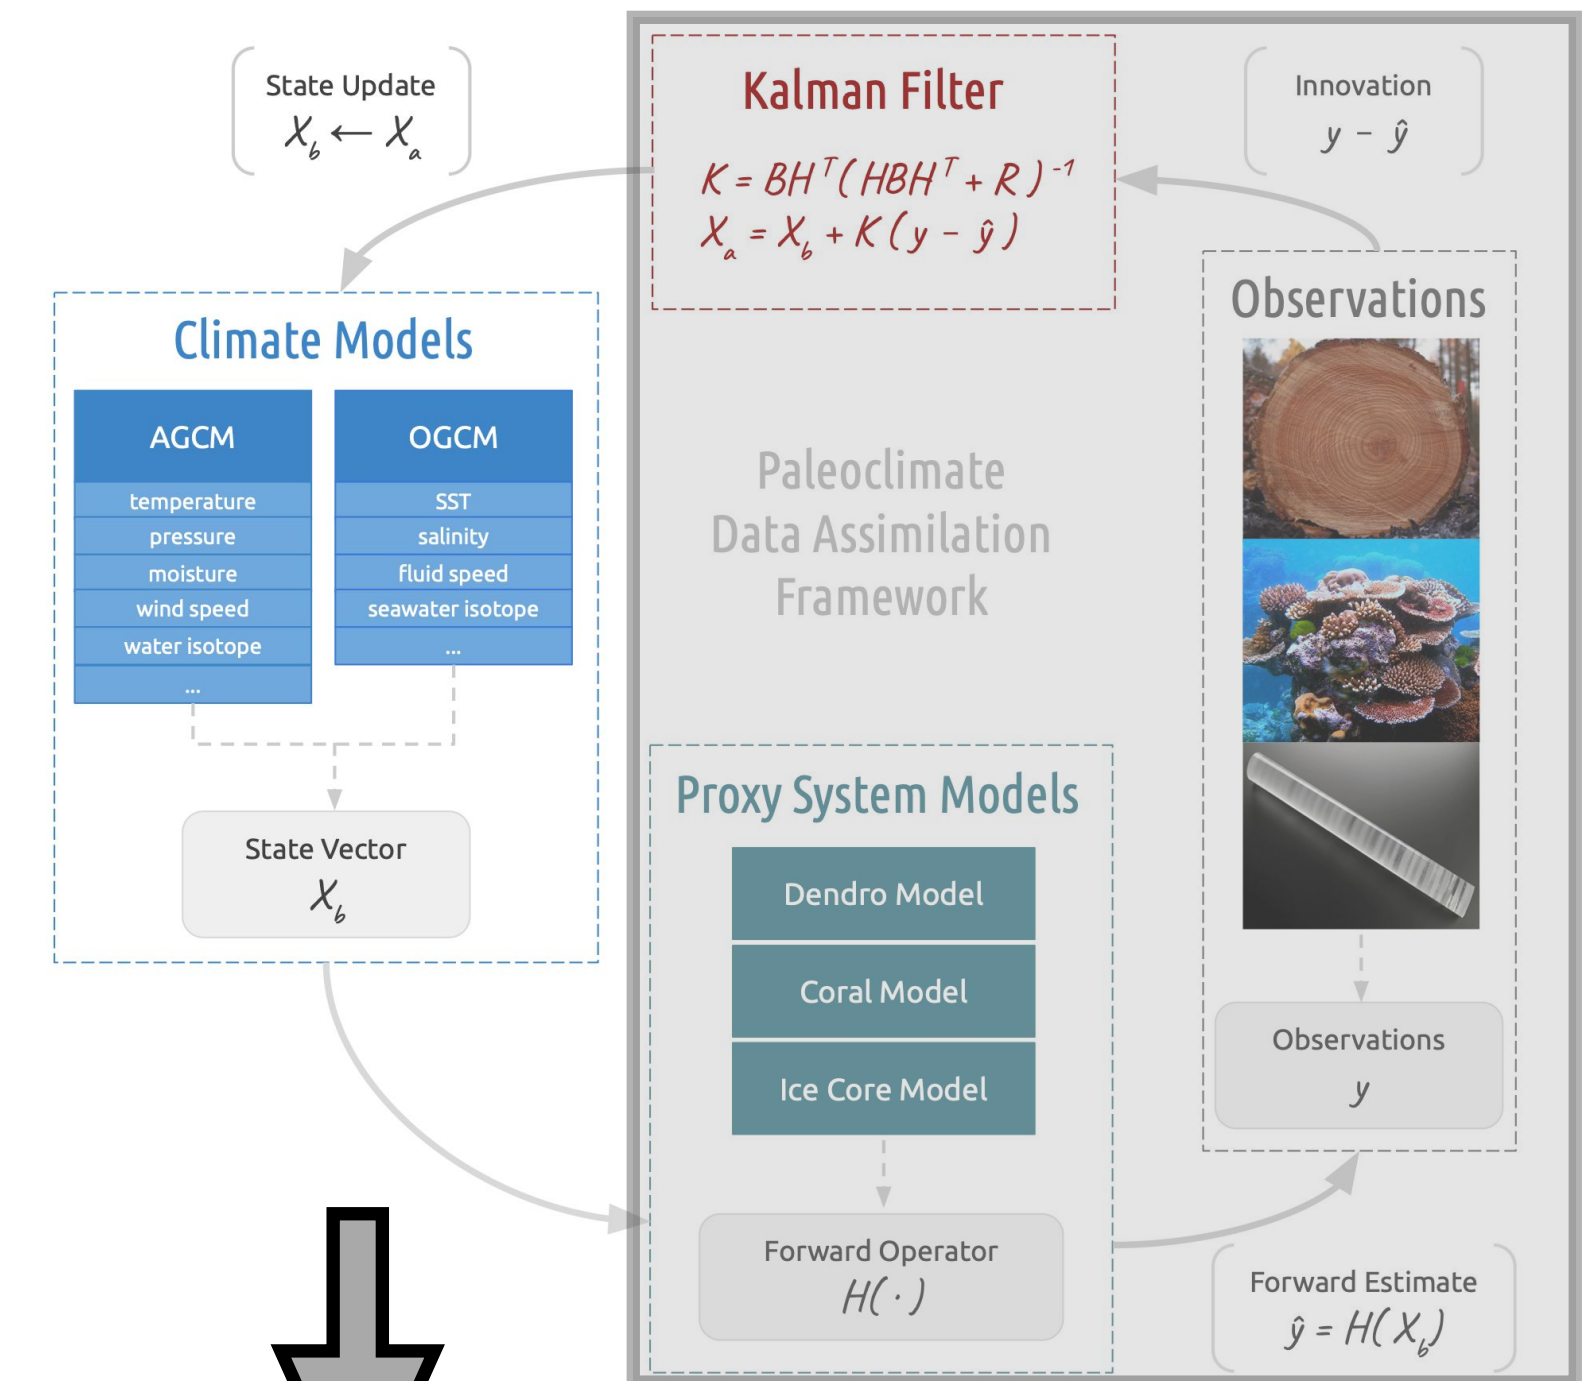 State Update
X_b ← X_a
Kalman Filter
K = BH^T(HBH^T + R)^-1
X_a = X_b + K(y - ŷ)
Innovation
y - ŷ
Climate Models
AGCM
temperature
pressure
moisture
wind speed
water isotope
...
OGCM
SST
salinity
fluid speed
seawater isotope
...
State Vector
X_b
Paleoclimate
Data Assimilation
Framework
Observations
Observations
y
Proxy System Models
Dendro Model
Coral Model
Ice Core Model
Forward Operator
H(·)
Forward Estimate
ŷ = H(X_b)